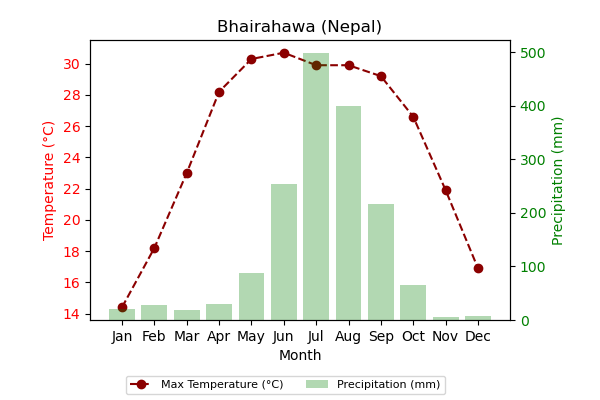 Bhairahawa (Nepal)
30
28
26
24
22
20
18
16
14
Temperature (°C)
500
400
300
200
100
0
Precipitation (mm)
Jan Feb Mar Apr May Jun Jul Aug Sep Oct Nov Dec
Month
Max Temperature (°C) Precipitation (mm)